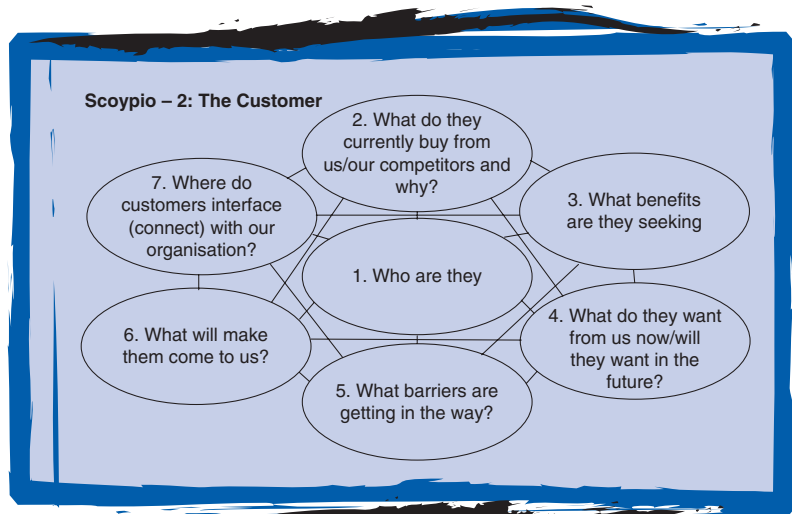 Scoypio – 2: The Customer
2. What do they
currently buy from
us/our competitors and
why?
7. Where do
customers interface
(connect) with our
organisation?
3. What benefits
are they seeking
1. Who are they
6. What will make
them come to us?
4. What do they want
from us now/will
they want in the
future?
5. What barriers are
getting in the way?